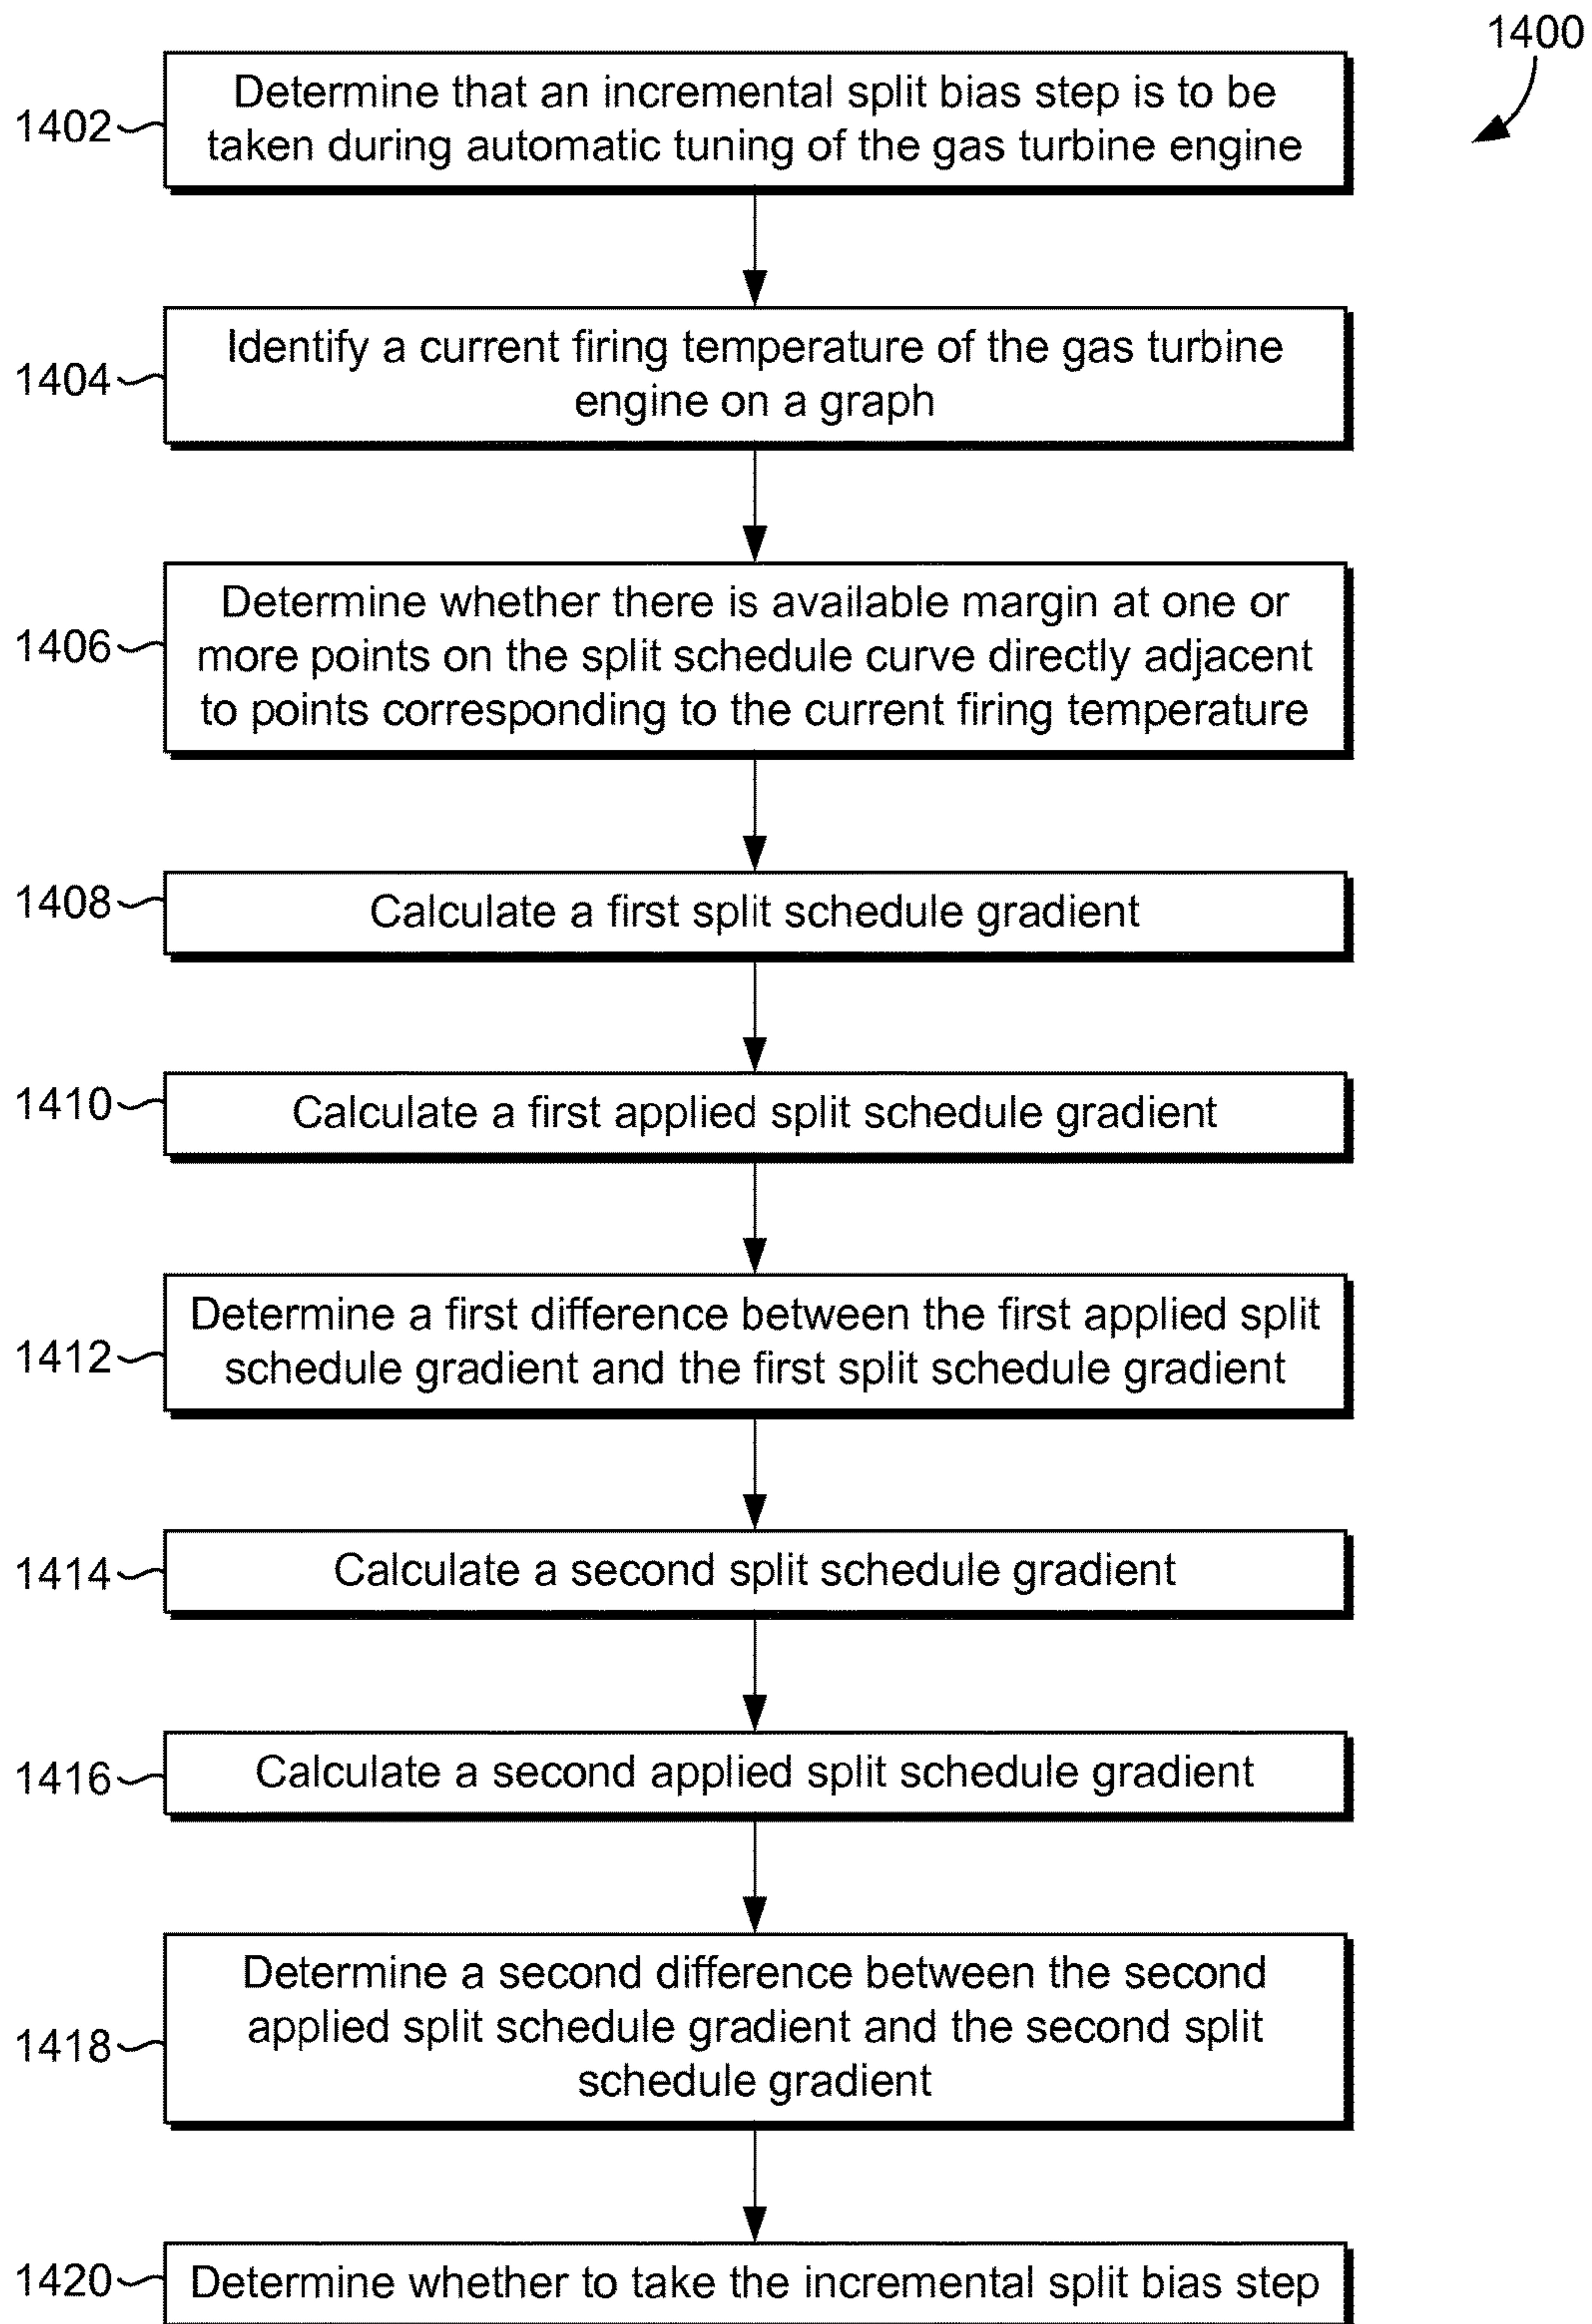 1400
1402
Determine that an incremental split bias step is to be
taken during automatic tuning of the gas turbine engine
1404
Identify a current firing temperature of the gas turbine
engine on a graph
1406
Determine whether there is available margin at one or
more points on the split schedule curve directly adjacent
to points corresponding to the current firing temperature
1408
Calculate a first split schedule gradient
1410
Calculate a first applied split schedule gradient
1412
Determine a first difference between the first applied split
schedule gradient and the first split schedule gradient
1414
Calculate a second split schedule gradient
1416
Calculate a second applied split schedule gradient
1418
Determine a second difference between the second
applied split schedule gradient and the second split
schedule gradient
1420
Determine whether to take the incremental split bias step